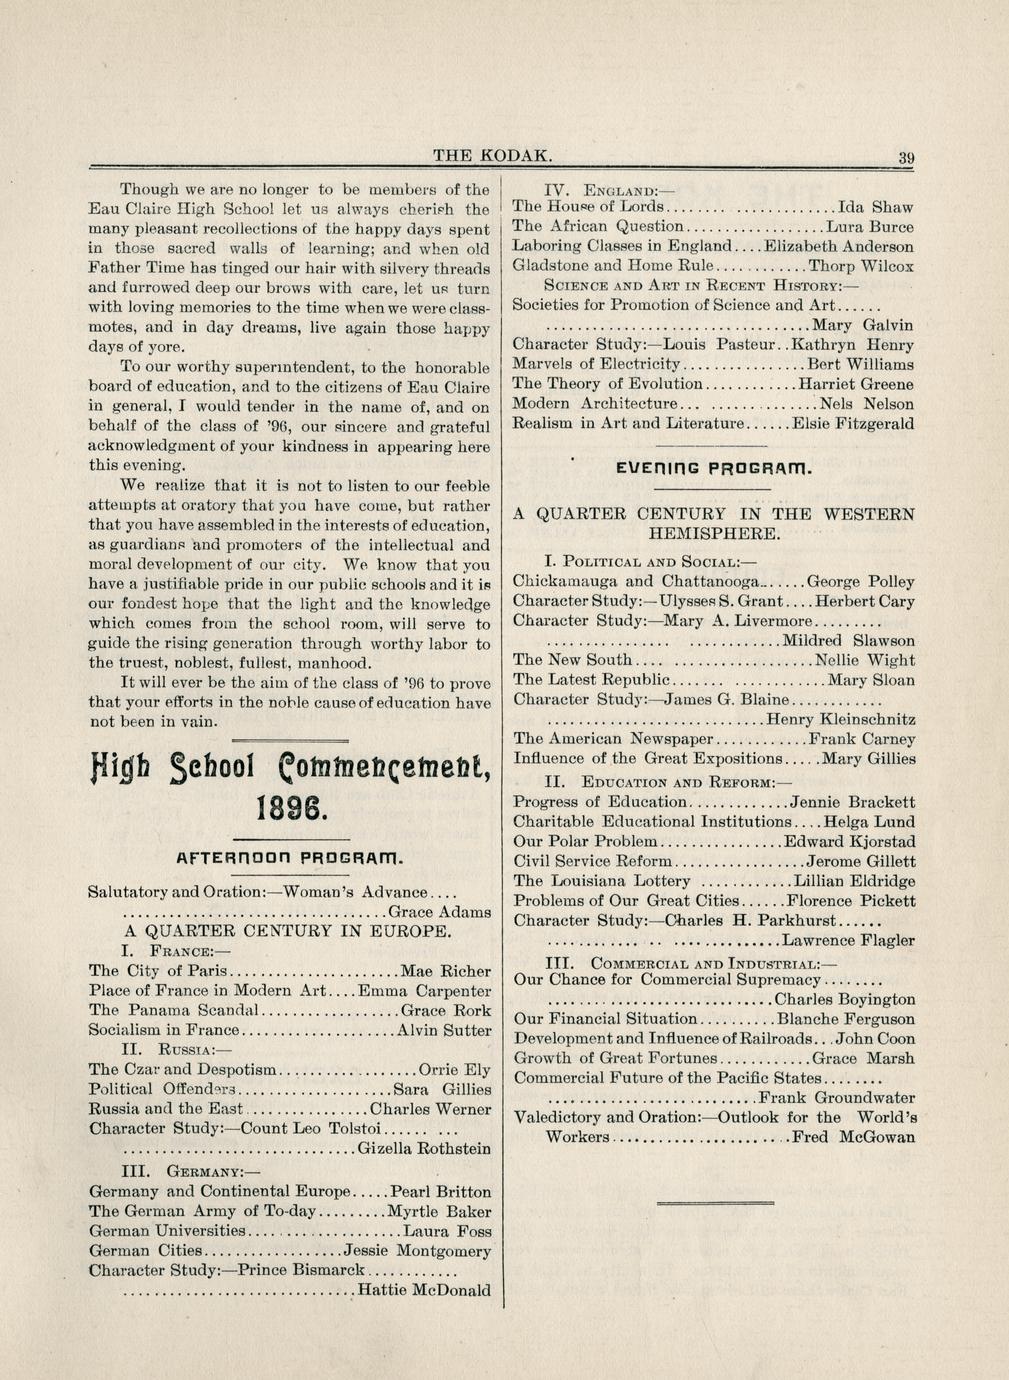 THE KODAK.
39
Though we are no longer to be members of the
Eau Claire High School let us always cherish the
many pleasant recollections of the happy days spent
in those sacred walls of learning; and when old
Father Time has tinged our hair with silvery threads
and furrowed deep our brows with care, let us turn
with loving memories to the time when we were class-
motes, and in day dreams, live again those happy
days of yore.
To our worthy superintendent, to the honorable
board of education, and to the citizens of Eau Claire
in general, I would tender in the name of, and on
behalf of the class of '96, our sincere and grateful
acknowledgment of your kindness in appearing here
this evening.
We realize that it is not to listen to our feeble
attempts at oratory that you have come, but rather
that you have assembled in the interests of education,
as guardians and promoters of the intellectual and
moral development of our city. We know that you
have a justifiable pride in our public schools and it is
our fondest hope that the light and the knowledge
which comes from the school room, will serve to
guide the rising generation through worthy labor to
the truest, noblest, fullest, manhood.
It will ever be the aim of the class of '96 to prove
that your efforts in the noble cause of education have
not been in vain.
High School Commencement,
1896.
AFTERNOON PROGRAM.
Salutatory and Oration:—Woman's Advance....
................................Grace Adams
A QUARTER CENTURY IN EUROPE.
I. FRANCE:—
The City of Paris.....................Mae Richer
Place of France in Modern Art....Emma Carpenter
The Panama Scandal.................Grace Rork
Socialism in France...................Alvin Sutter
II. RUSSIA:—
The Czar and Despotism.................Orrie Ely
Political Offenders...................Sara Gillies
Russia and the East...............Charles Werner
Character Study:—Count Leo Tolstoi...... ...
............................Gizella Rothstein
III. GERMANY:—
Germany and Continental Europe.....Pearl Britton
The German Army of To-day.........Myrtle Baker
German Universities...................Laura Foss
German Cities.................Jessie Montgomery
Character Study:—Prince Bismarck............
............................Hattie McDonald
IV. ENGLAND:—
The House of Lords.... .............Ida Shaw
The African Question.................Lura Burce
Laboring Classes in England....Elizabeth Anderson
Gladstone and Home Rule............Thorp Wilcox
SCIENCE AND ART IN RECENT HISTORY:—
Societies for Promotion of Science and Art......
................................Mary Galvin
Character Study:—Louis Pasteur..Kathryn Henry
Marvels of Electricity................Bert Williams
The Theory of Evolution............Harriet Greene
Modern Architecture... ..............Nels Nelson
Realism in Art and Literature......Elsie Fitzgerald
EVENING PROGRAM.
A QUARTER CENTURY IN THE WESTERN
HEMISPHERE.
I. POLITICAL AND SOCIAL:—
Chickamauga and Chattanooga.......George Polley
Character Study:—Ulysses S. Grant....Herbert Cary
Character Study:—Mary A. Livermore.........
................ ............Mildred Slawson
The New South.... ..................Nellie Wight
The Latest Republic....... ............Mary Sloan
Character Study:—James G. Blaine............
...........................Henry Kleinschnitz
The American Newspaper............Frank Carney
Influence of the Great Expositions.....Mary Gillies
II. EDUCATION AND REFORM:—
Progress of Education.............Jennie Brackett
Charitable Educational Institutions....Helga Lund
Our Polar Problem................Edward Kjorstad
Civil Service Reform.................Jerome Gillett
The Louisiana Lottery ............Lillian Eldridge
Problems of Our Great Cities......Florence Pickett
Character Study:—Charles H. Parkhurst......
............ .. ..............Lawrence Flagler
III. COMMERCIAL AND INDUSTRIAL:—
Our Chance for Commercial Supremacy........
............................Charles Boyington
Our Financial Situation..........Blanche Ferguson
Development and Influence of Railroads...John Coon
Growth of Great Fortunes............Grace Marsh
Commercial Future of the Pacific States........
..........................Frank Groundwater
Valedictory and Oration:—Outlook for the World's
Workers......................Fred McGowan